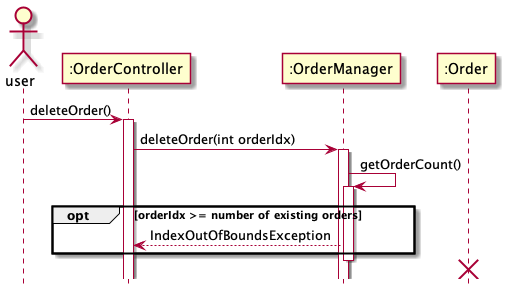 user
:OrderController
:OrderManager
:Order
deleteOrder()
deleteOrder(int orderIdx)
getOrderCount()
opt
[orderIdx >= number of existing orders]
IndexOutOfBoundsException